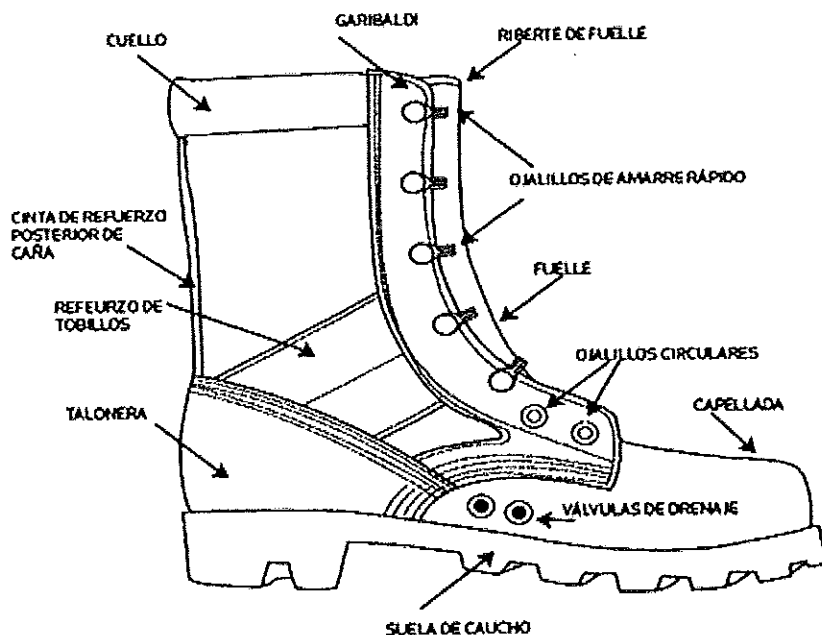 GARIBALDI
CUELLO
RIBERTE DE FUELLE
OJALILLOS DE AMARRE RÁPIDO
CINTA DE REFUERZO
POSTERIOR DE
CAÑA
FUELLE
REFEURZO DE
TOBILLOS
OJALILLOS CIRCULARES
TALONERA
CAPELLADA
VÁLVULAS DE DRENAJE
SUELA DE CAUCHO